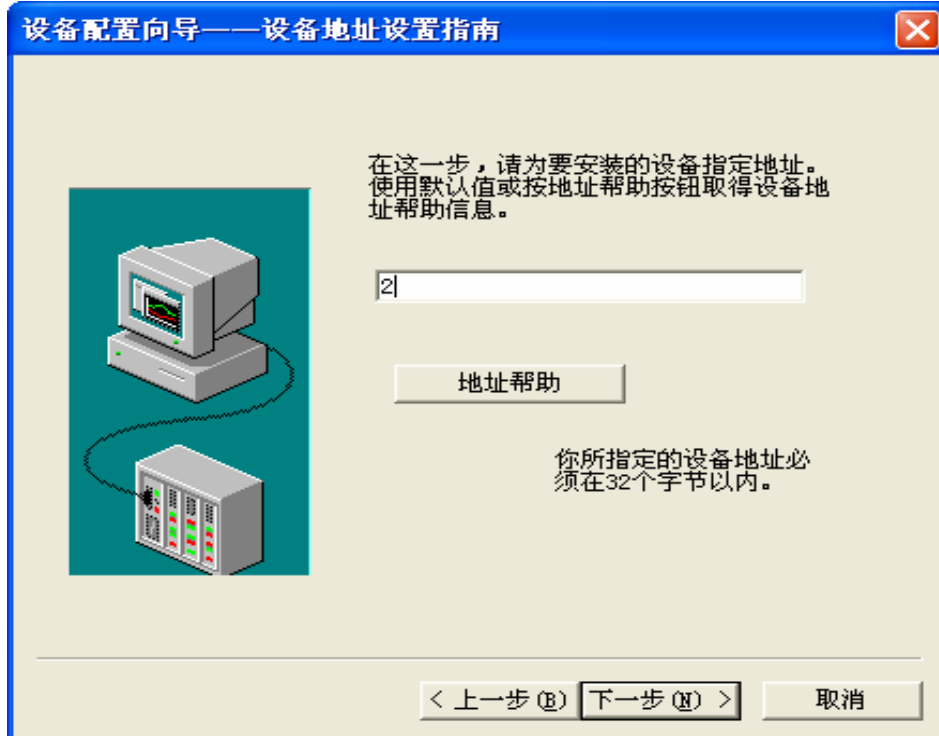 设备配置向导——设备地址设置指南
在这一步，请为要安装的设备指定地址。
使用默认值或按地址帮助按钮取得设备地
址帮助信息。
2
地址帮助
你所指定的设备地址必
须在32个字节以内。
< 上一步(B) 下一步(N) > 取消